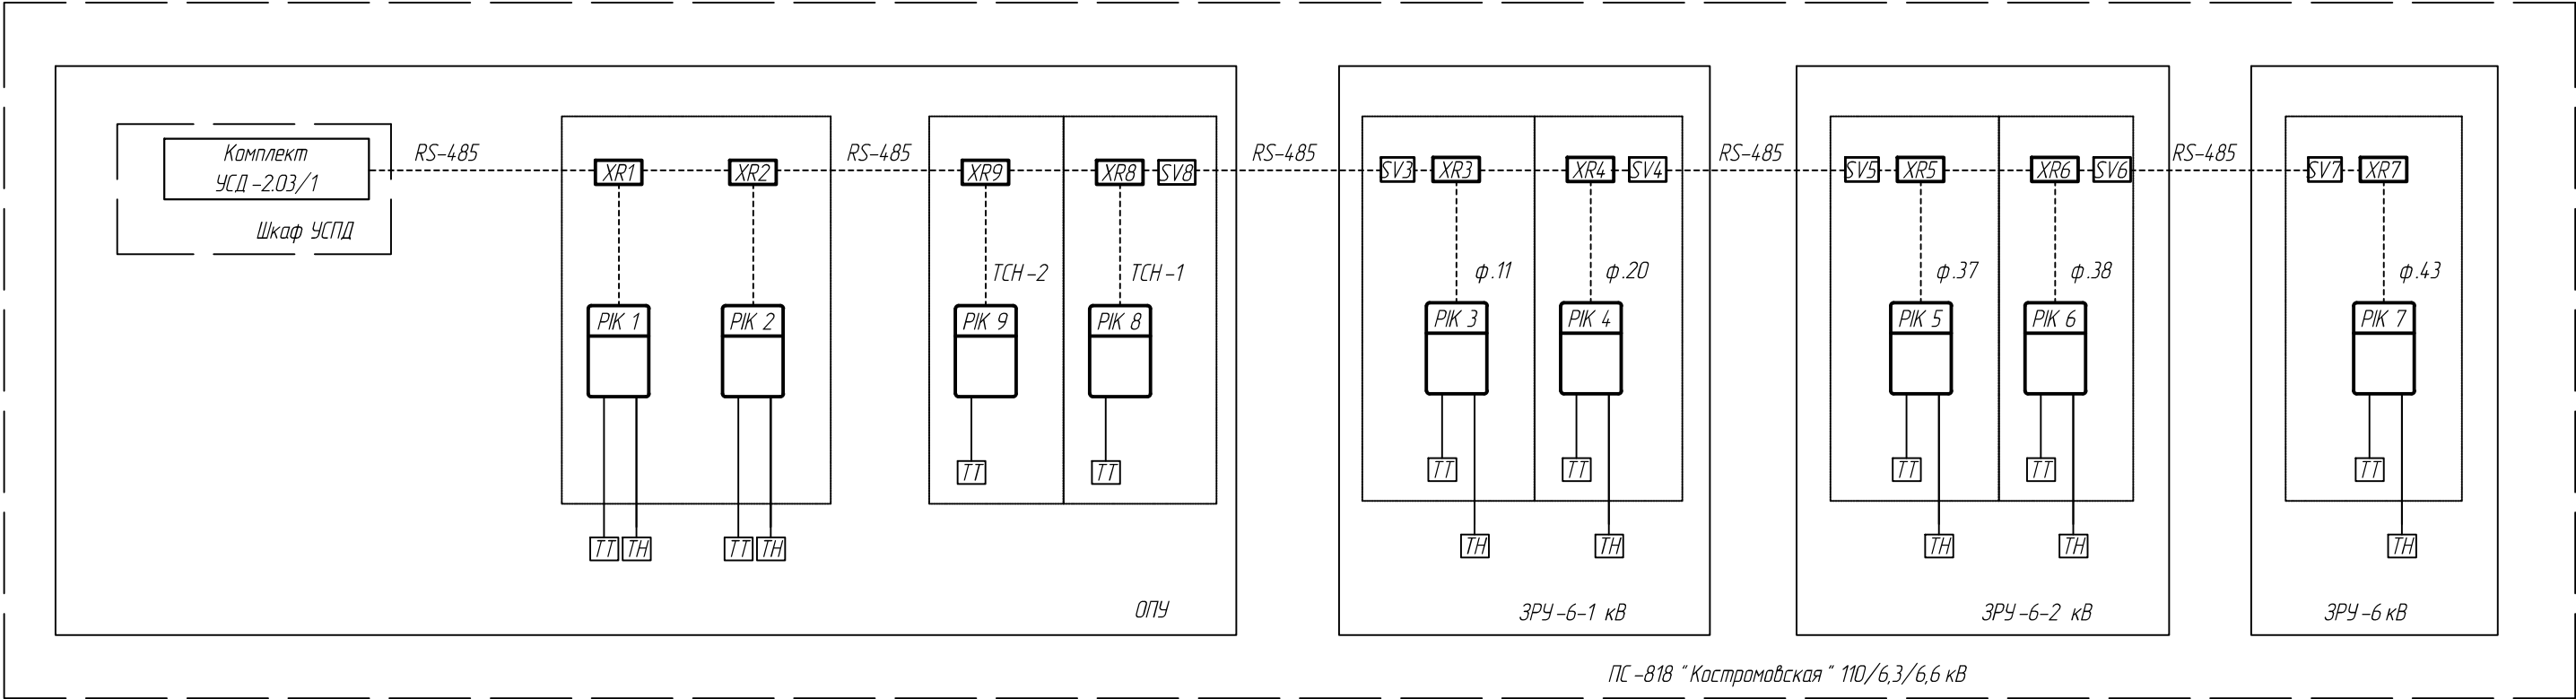 Комплект
УСД-2.03/1
Шкаф УСПД
RS-485
XR1
XR2
RS-485
XR9
XR8
SV8
RS-485
SV3
XR3
XR4
SV4
RS-485
SV5
XR5
XR6
SV6
RS-485
SV7
XR7
ТСН-2
ТСН-1
ф.11
ф.20
ф.37
ф.38
ф.43
PIK 1
PIK 2
PIK 9
PIK 8
PIK 3
PIK 4
PIK 5
PIK 6
PIK 7
ТТ
ТТ
ТТ
ТТ
ТТ
ТТ
ТТ
ТТ
ТН
ТТ
ТН
ТН
ТН
ТН
ТН
ТН
ТТ
ОПУ
ЗРУ-6-1 кВ
ЗРУ-6-2 кВ
ЗРУ-6 кВ
ПС-818 "Костромовская" 110/6,3/6,6 кВ